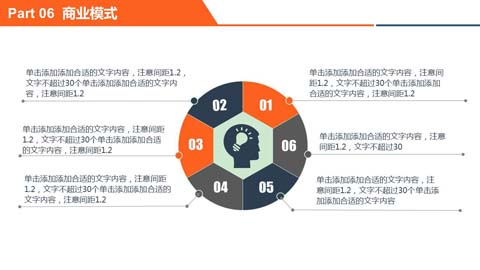 Part 06 商业模式
单击添加添加合适的文字内容，注意间距1.2，
文字不超过30个单击添加添加合适的文字内
容，注意间距1.2
单击添加添加合适的文字内容，注意间
距1.2，文字不超过30个单击添加添加
合适的文字内容，注意间距1.2
02
01
单击添加添加合适的文字内容，注意间距
1.2，文字不超过30个单击添加添加合适
的文字内容，注意间距1.2
03
06
单击添加添加合适的文字内容，注意
间距1.2，文字不超过30
单击添加添加合适的文字内容，注意间距
1.2，文字不超过30个单击添加添加合适的
文字内容，注意间距1.2
04
05
单击添加添加合适的文字内容，注
意间距1.2，文字不超过30个单击添
加添加合适的文字内容